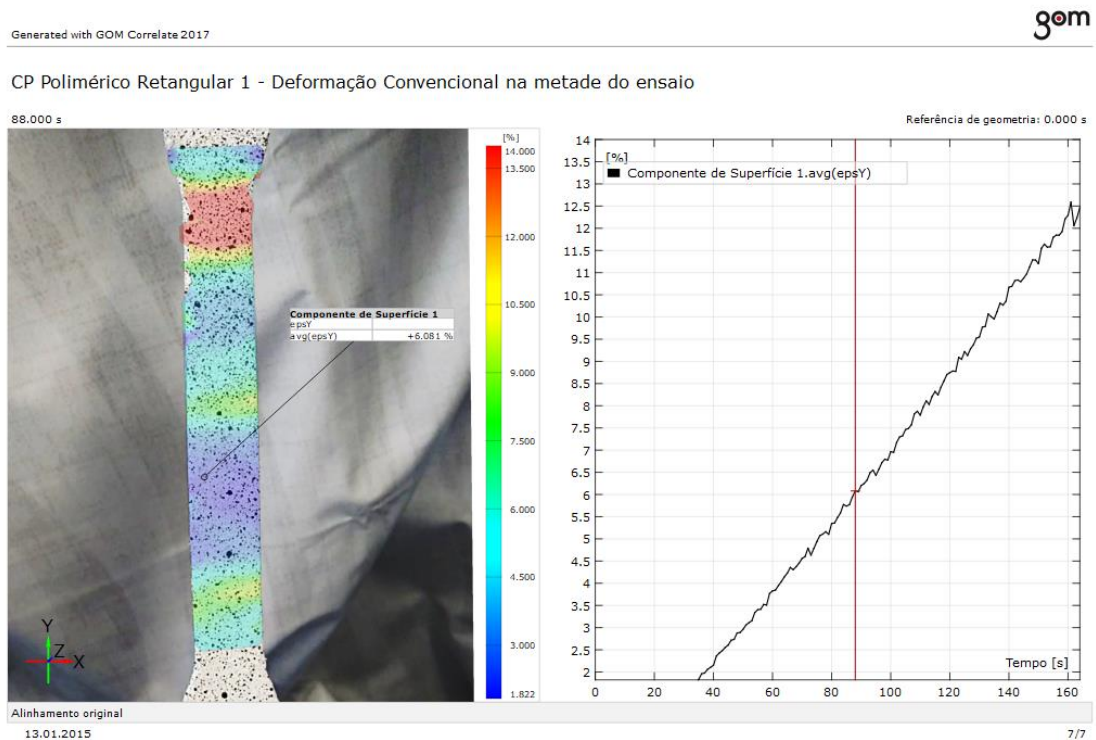 gom
Generated with GOM Correlate 2017
CP Polimérico Retangular 1 - Deformação Convencional na metade do ensaio
88.000 s
Referência de geometria: 0.000 s
[%]
14.000
13.500
12.000
10.500
9.000
7.500
6.000
4.500
3.000
1.822
Componente de Superfície 1
epsY
avg(epsY) +6.081 %
Y
Z
X
[%]
Componente de Superfície 1.avg(epsY)
14
13.5
13
12.5
12
11.5
11
10.5
10
9.5
9
8.5
8
7.5
7
6.5
6
5.5
5
4.5
4
3.5
3
2.5
2
Tempo [s]
0 20 40 60 80 100 120 140 160
Alinhamento original
13.01.2015
7/7